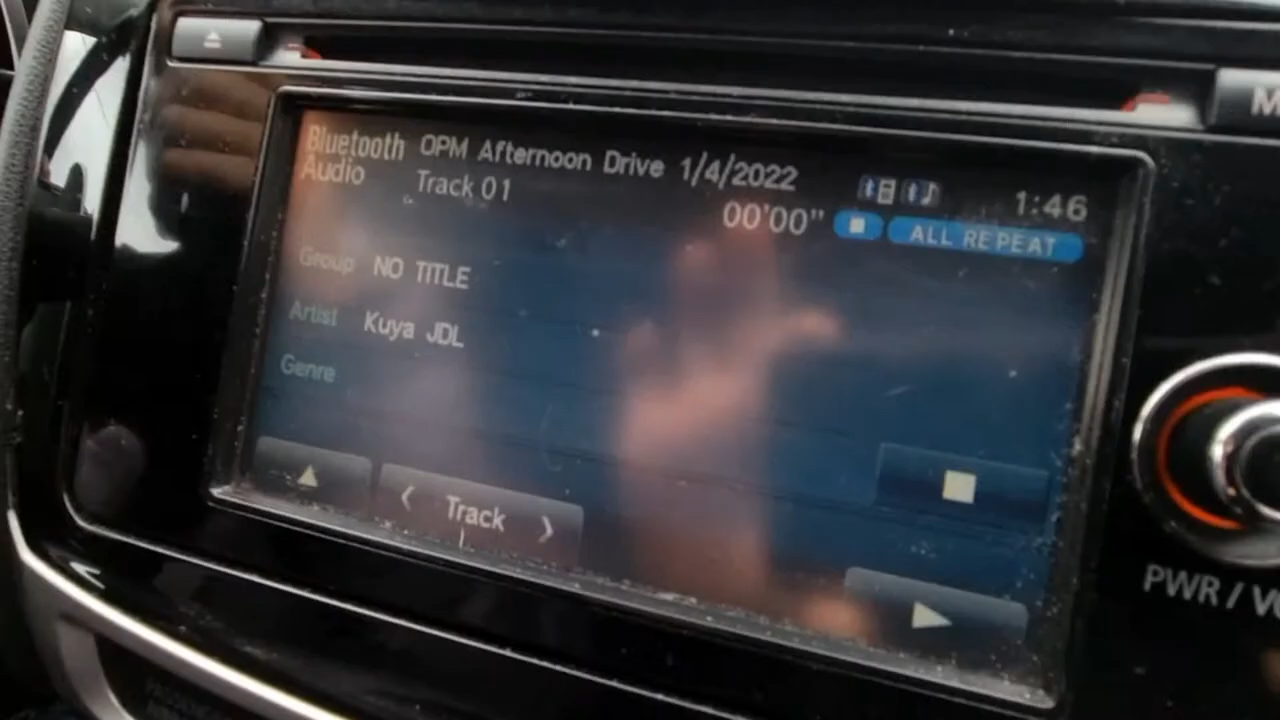 Bluetooth Audio
OPM Afternoon Drive 1/4/2022
Track 01
1:46
00'00"
ALL REPEAT
Group NO TITLE
Artist Kuya JDL
Genre
Track
PWR /